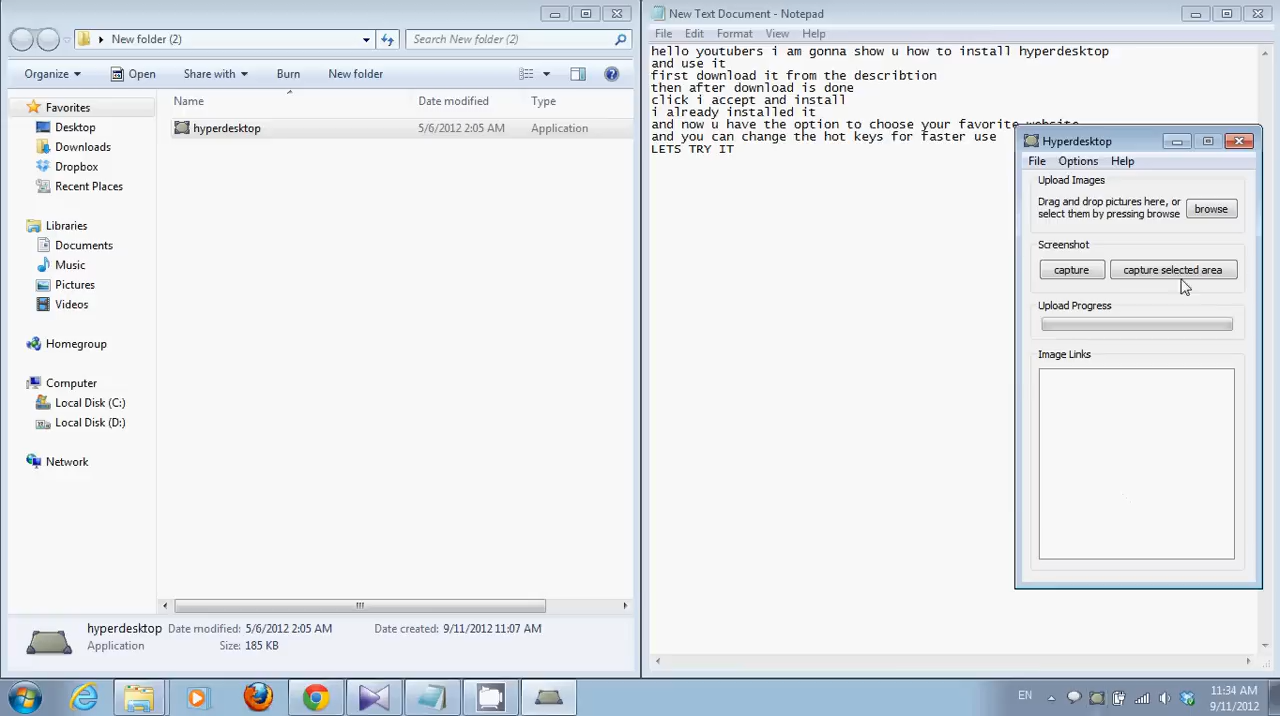 New folder (2)
Search New folder (2)
Organize
Open
Share with
Burn
New folder
Favorites
Desktop
Downloads
Dropbox
Recent Places
Libraries
Documents
Music
Pictures
Videos
Homegroup
Computer
Local Disk (C:)
Local Disk (D:)
Network
Name
Date modified
Type
hyperdesktop
5/6/2012 2:05 AM
Application
hyperdesktop
Date modified: 5/6/2012 2:05 AM
Date created: 9/11/2012 11:07 AM
Application
Size: 185 KB
New Text Document - Notepad
File Edit Format View Help
hello youtubers i am gonna show u how to install hyperdesktop
and use it
first download it from the describtion
then after download is done
click i accept and install
i already installed it
and now u have the option to choose your favorite website
and you can change the hot keys for faster use
LETS TRY IT
Hyperdesktop
File Options Help
Upload Images
Drag and drop pictures here, or
select them by pressing browse
browse
Screenshot
capture
capture selected area
Upload Progress
Image Links
EN
11:34 AM
9/11/2012